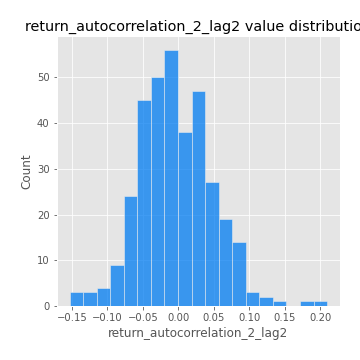 return_autocorrelation_2_lag2 value distributio
50
40
30
20
10
0
Count
−0.15 −0.10 −0.05 0.00 0.05 0.10 0.15 0.20
return_autocorrelation_2_lag2